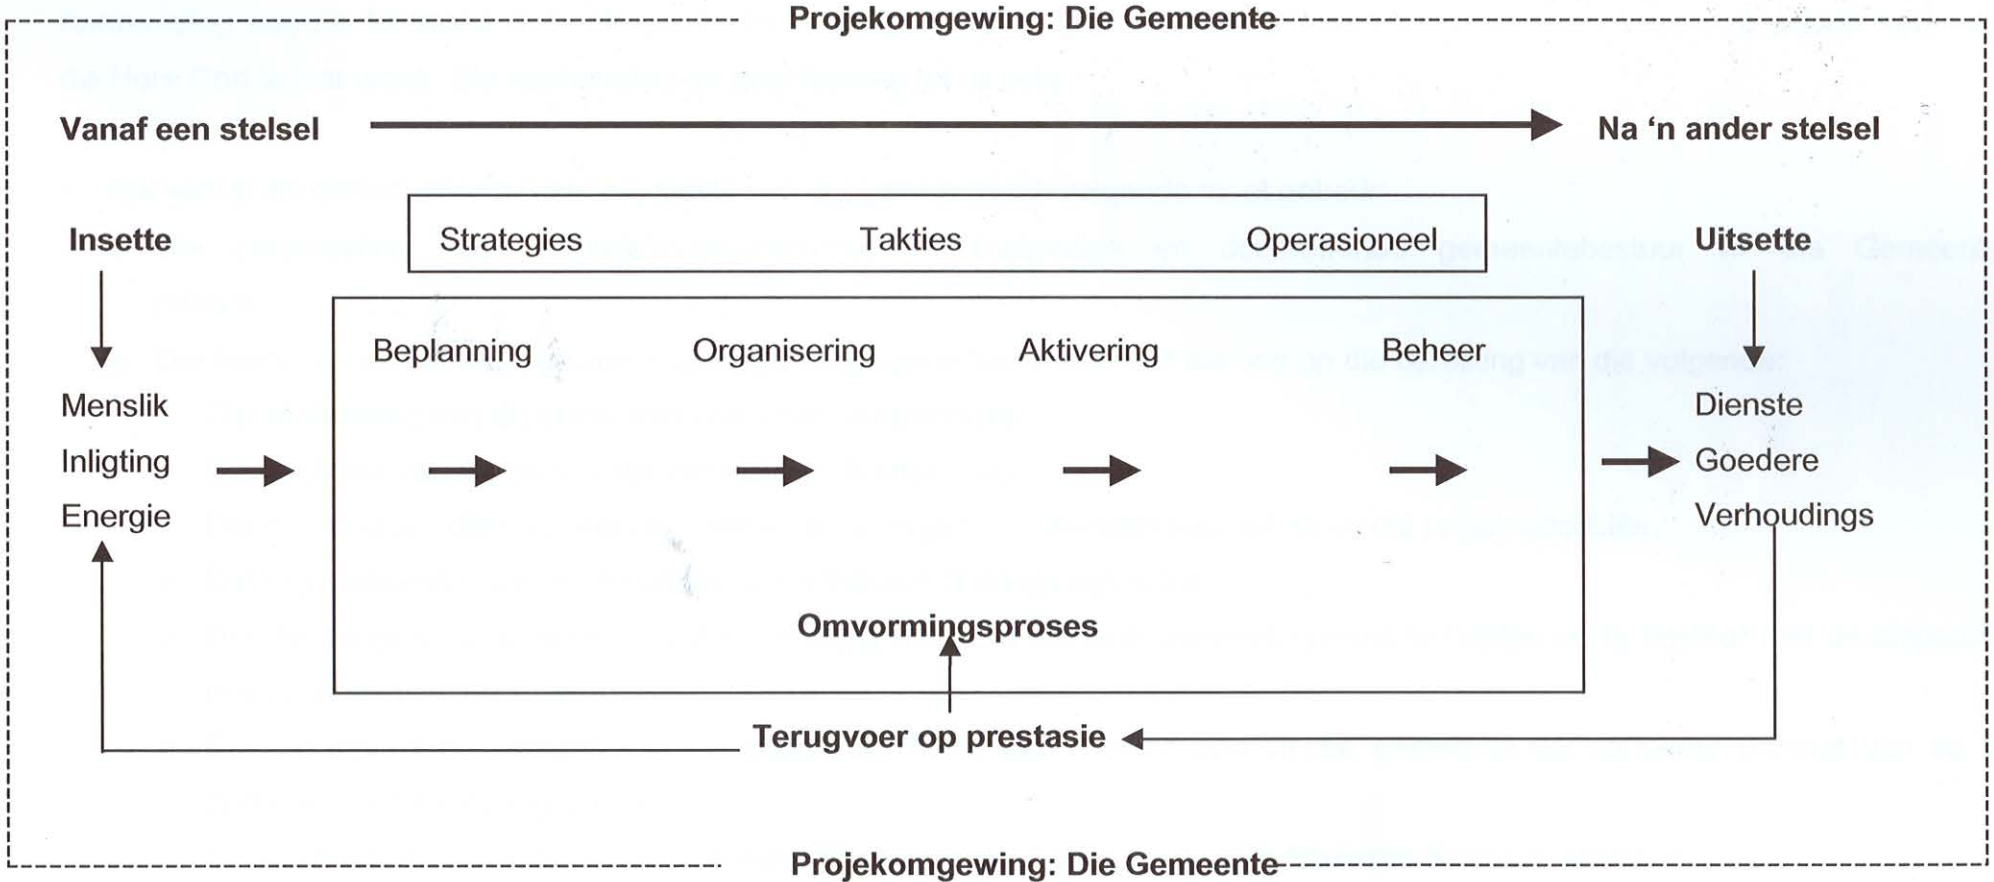 Projekomgewing: Die Gemeente
Vanaf een stelsel Na ‘n ander stelsel
Insette Strategies Takties Operasioneel Uitsette
Beplanning Organisering Aktivering Beheer
Menslik Dienste
Inligting Goedere
Energie Verhoudings
Omvormingsproses
Terugvoer op prestasie
Projekomgewing: Die Gemeente